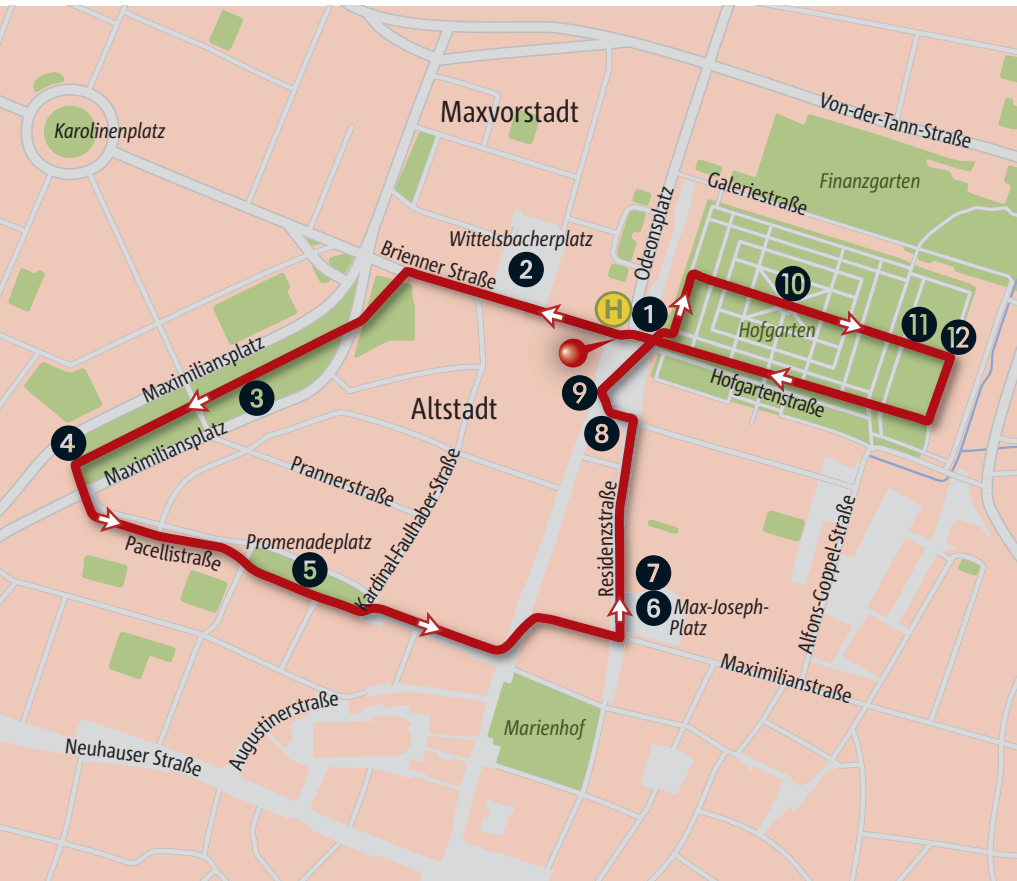 Maxvorstadt
Von-der-Tann-Straße
Karolinenplatz
Finanzgarten
Galeriestraße
Odeonsplatz
Wittelsbacherplatz
Brienner Straße
2
10
H
1
11
12
Hofgarten
Maximiliansplatz
Hofgartenstraße
3
9
Altstadt
8
4
Maximiliansplatz
Prannerstraße
Kardinal-Faulhaber-Straße
Residenzstraße
Alfons-Goppel-Straße
Pacellistraße
Promenadeplatz
5
7
6
Max-Joseph-
Platz
Maximilianstraße
Marienhof
Augustinerstraße
Neuhauser Straße